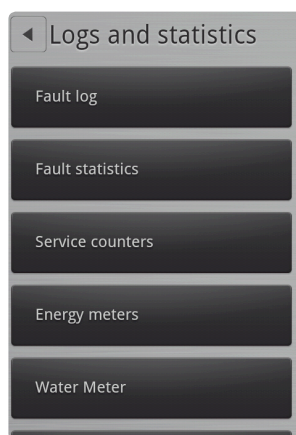 Logs and statistics
Fault log
Fault statistics
Service counters
Energy meters
Water Meter